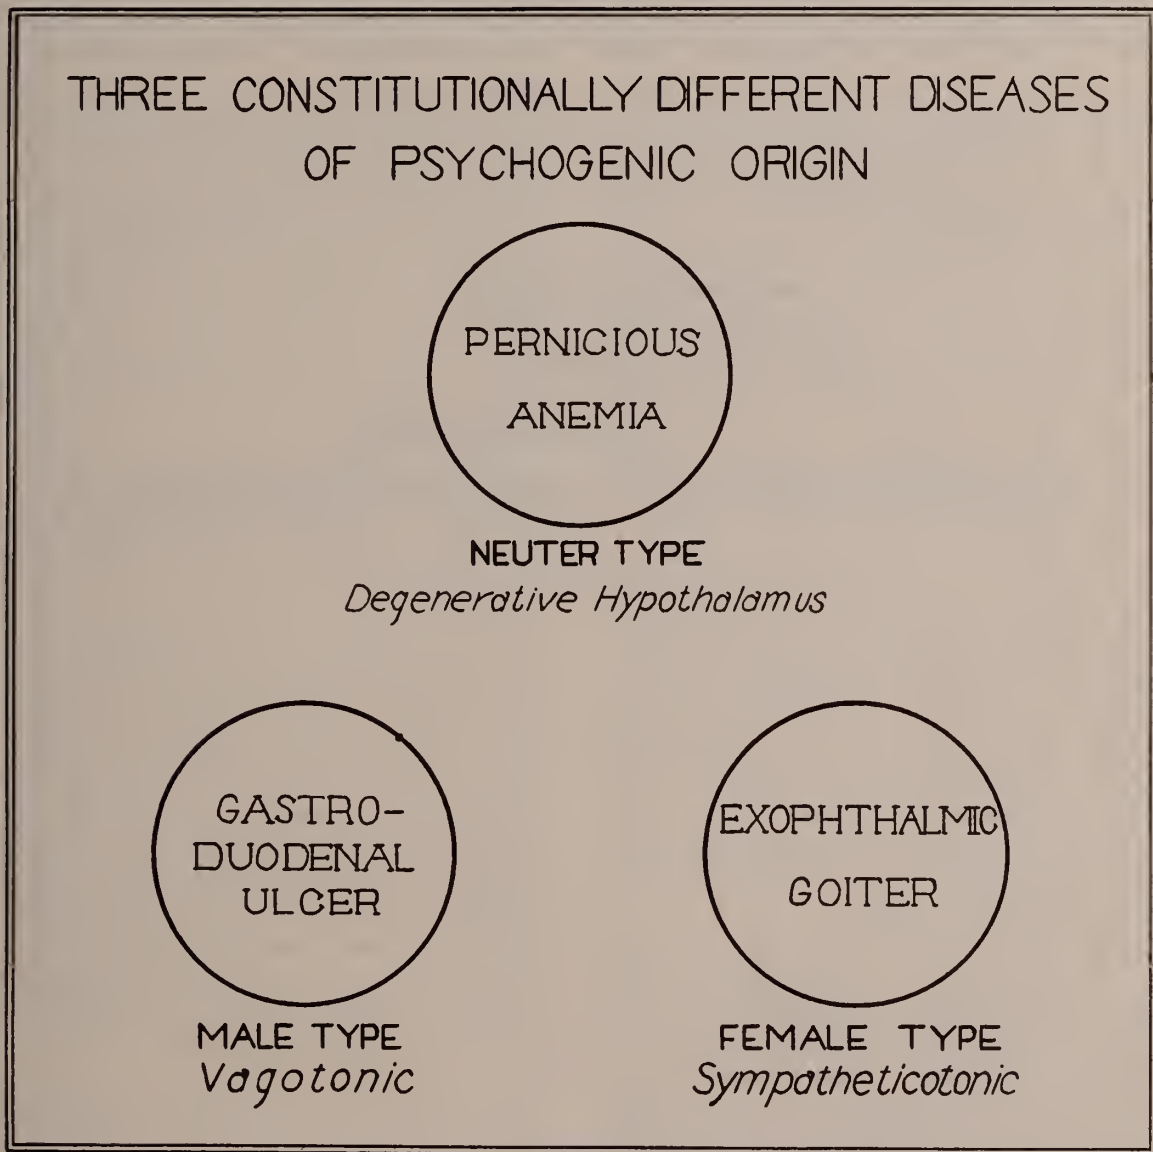 THREE CONSTITUTIONALLY DIFFERENT DISEASES
OF PSYCHOGENIC ORIGIN
PERNICIOUS
ANEMIA
NEUTER TYPE
Degenerative Hypothalamus
GASTRO-
DUODENAL
ULCER
MALE TYPE
Vagotonic
EXOPHTHALMIC
GOITER
FEMALE TYPE
Sympatheticotonic